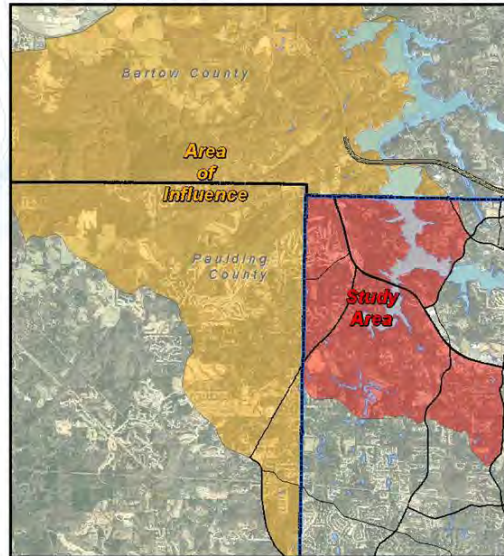 Bartow County
Area
of
Influence
Paulding
County
Study
Area